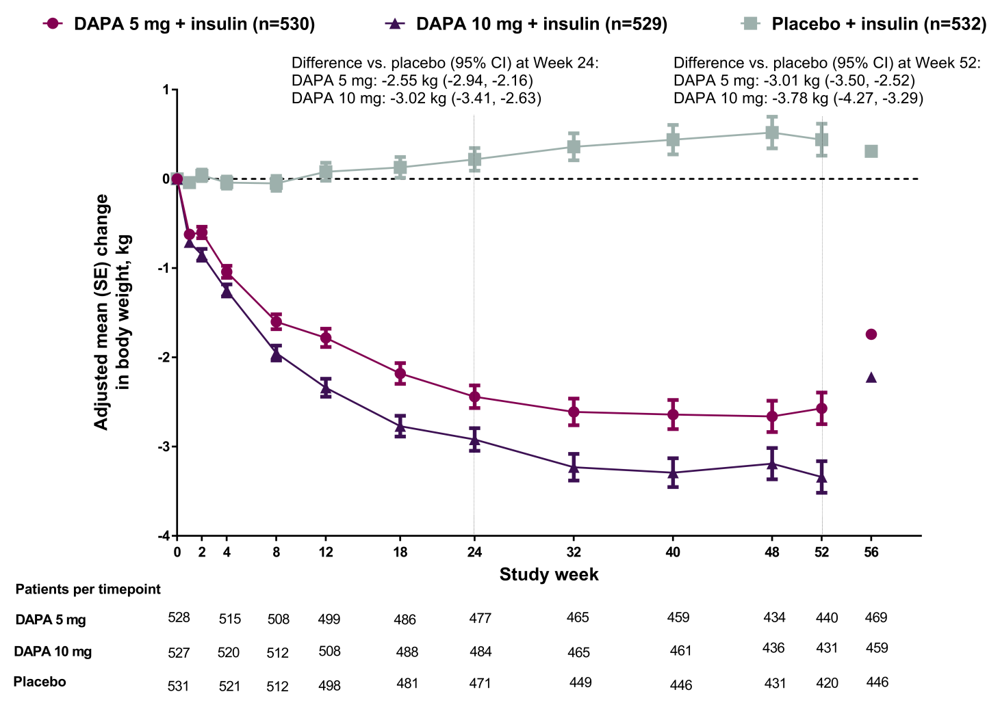 DAPA 5 mg + insulin (n=530) DAPA 10 mg + insulin (n=529) Placebo + insulin (n=532)
Difference vs. placebo (95% CI) at Week 24:
DAPA 5 mg: -2.55 kg (-2.94, -2.16)
DAPA 10 mg: -3.02 kg (-3.41, -2.63)
Difference vs. placebo (95% CI) at Week 52:
DAPA 5 mg: -3.01 kg (-3.50, -2.52)
DAPA 10 mg: -3.78 kg (-4.27, -3.29)
1
0
-1
-2
-3
-4
Adjusted mean (SE) change
in body weight, kg
0 2 4 8 12 18 24 32 40 48 52 56
Study week
Patients per timepoint
DAPA 5 mg 528 515 508 499 486 477 465 459 434 440 469
DAPA 10 mg 527 520 512 508 488 484 465 461 436 431 459
Placebo 531 521 512 498 481 471 449 446 431 420 446